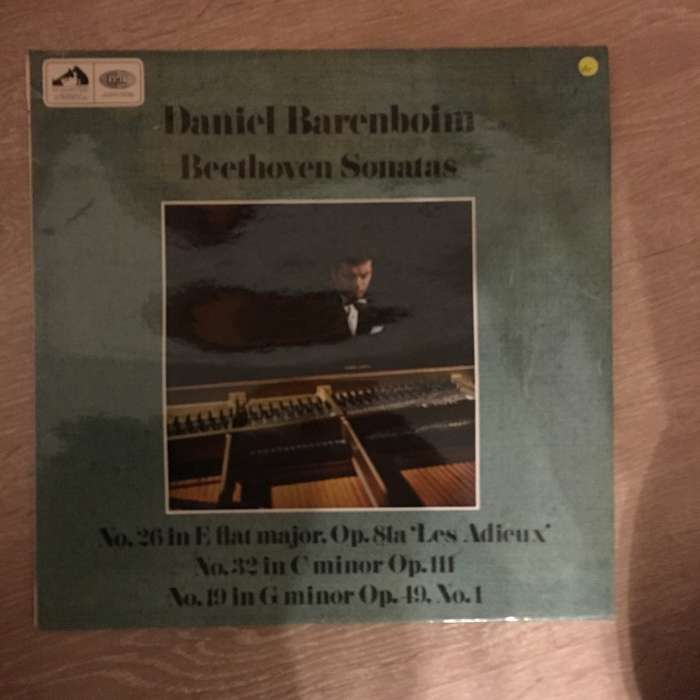 EMI
Daniel Barenboim
Beethoven Sonatas
No. 26 in E flat major, Op. 81a 'Les Adieux'
No. 32 in C minor Op. 111
No. 19 in G minor Op. 49, No. 1